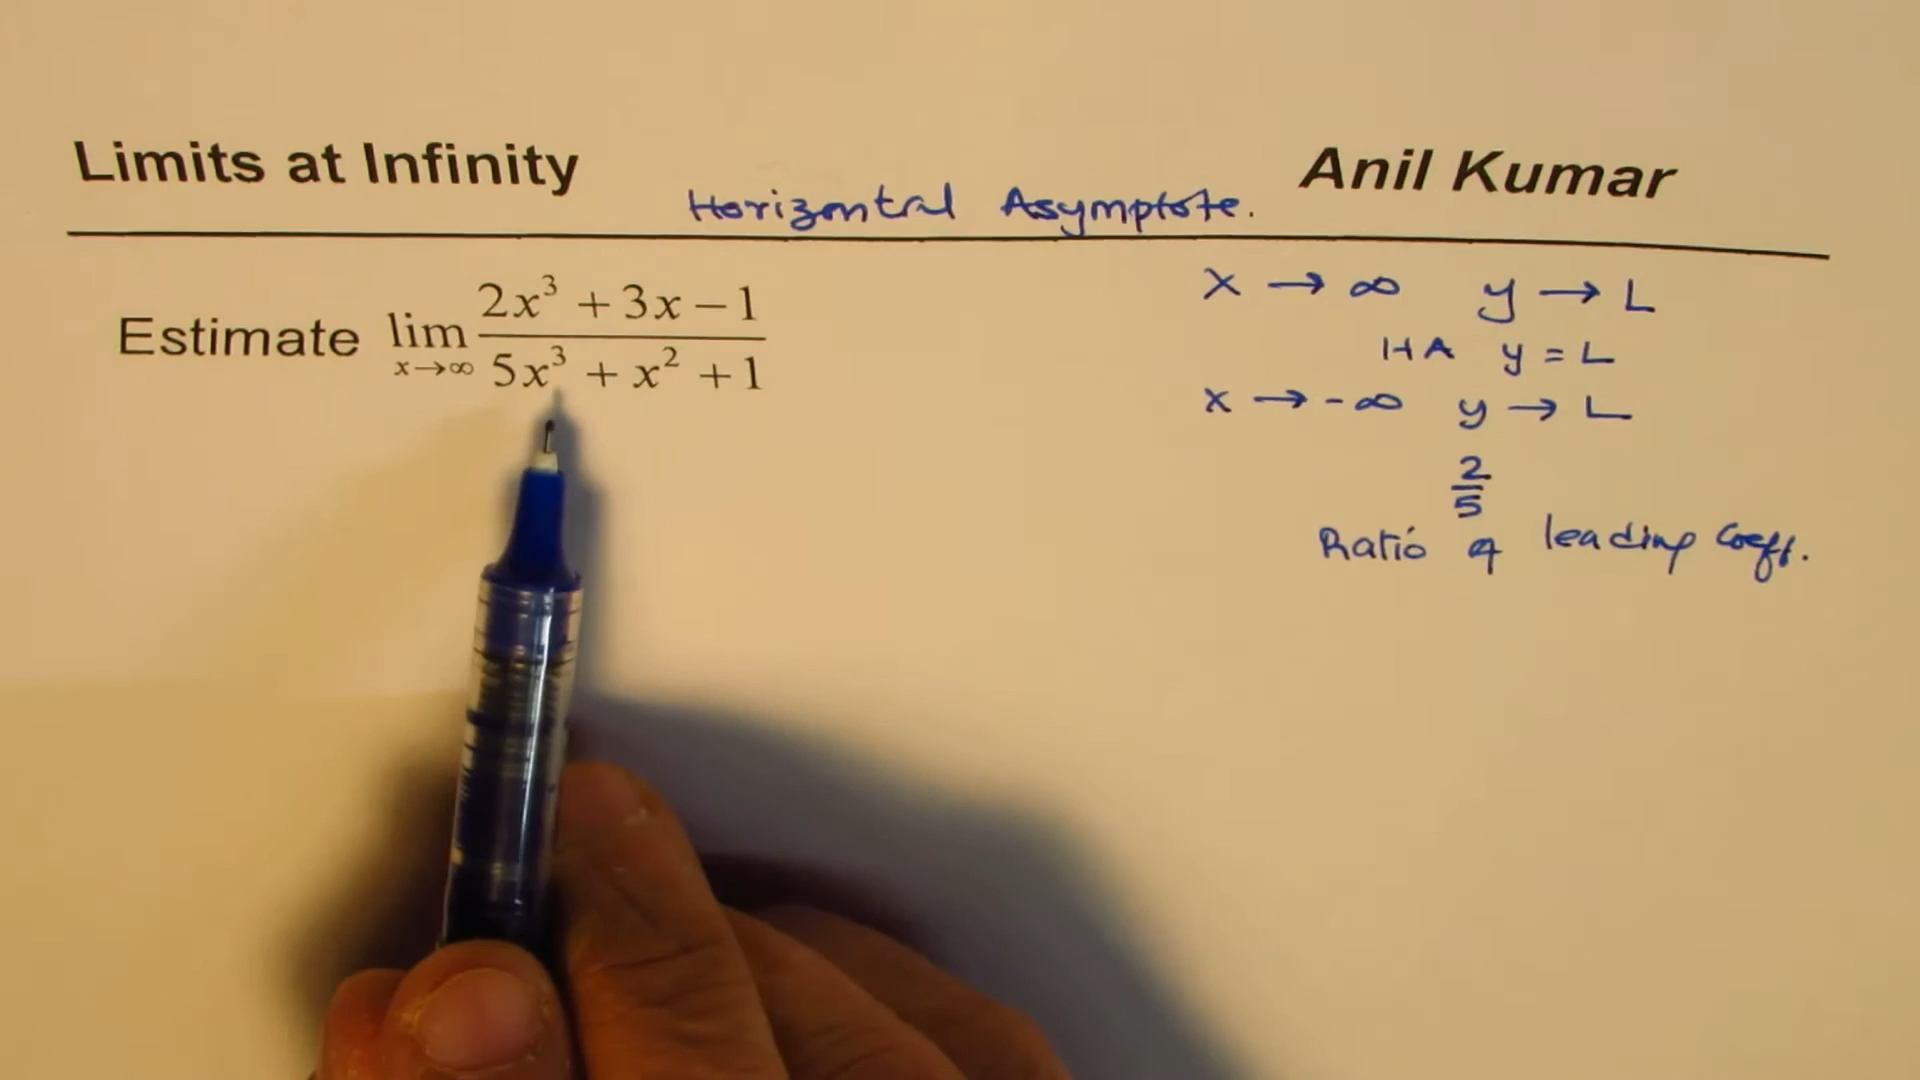 Limits at Infinity
Anil Kumar
Horizontal Asymptote.
Estimate lim x→∞ (2x³ + 3x − 1)/(5x³ + x² + 1)
x → ∞ y → L
HA y = L
x → -∞ y → L
2/5
Ratio of leading Coeff.